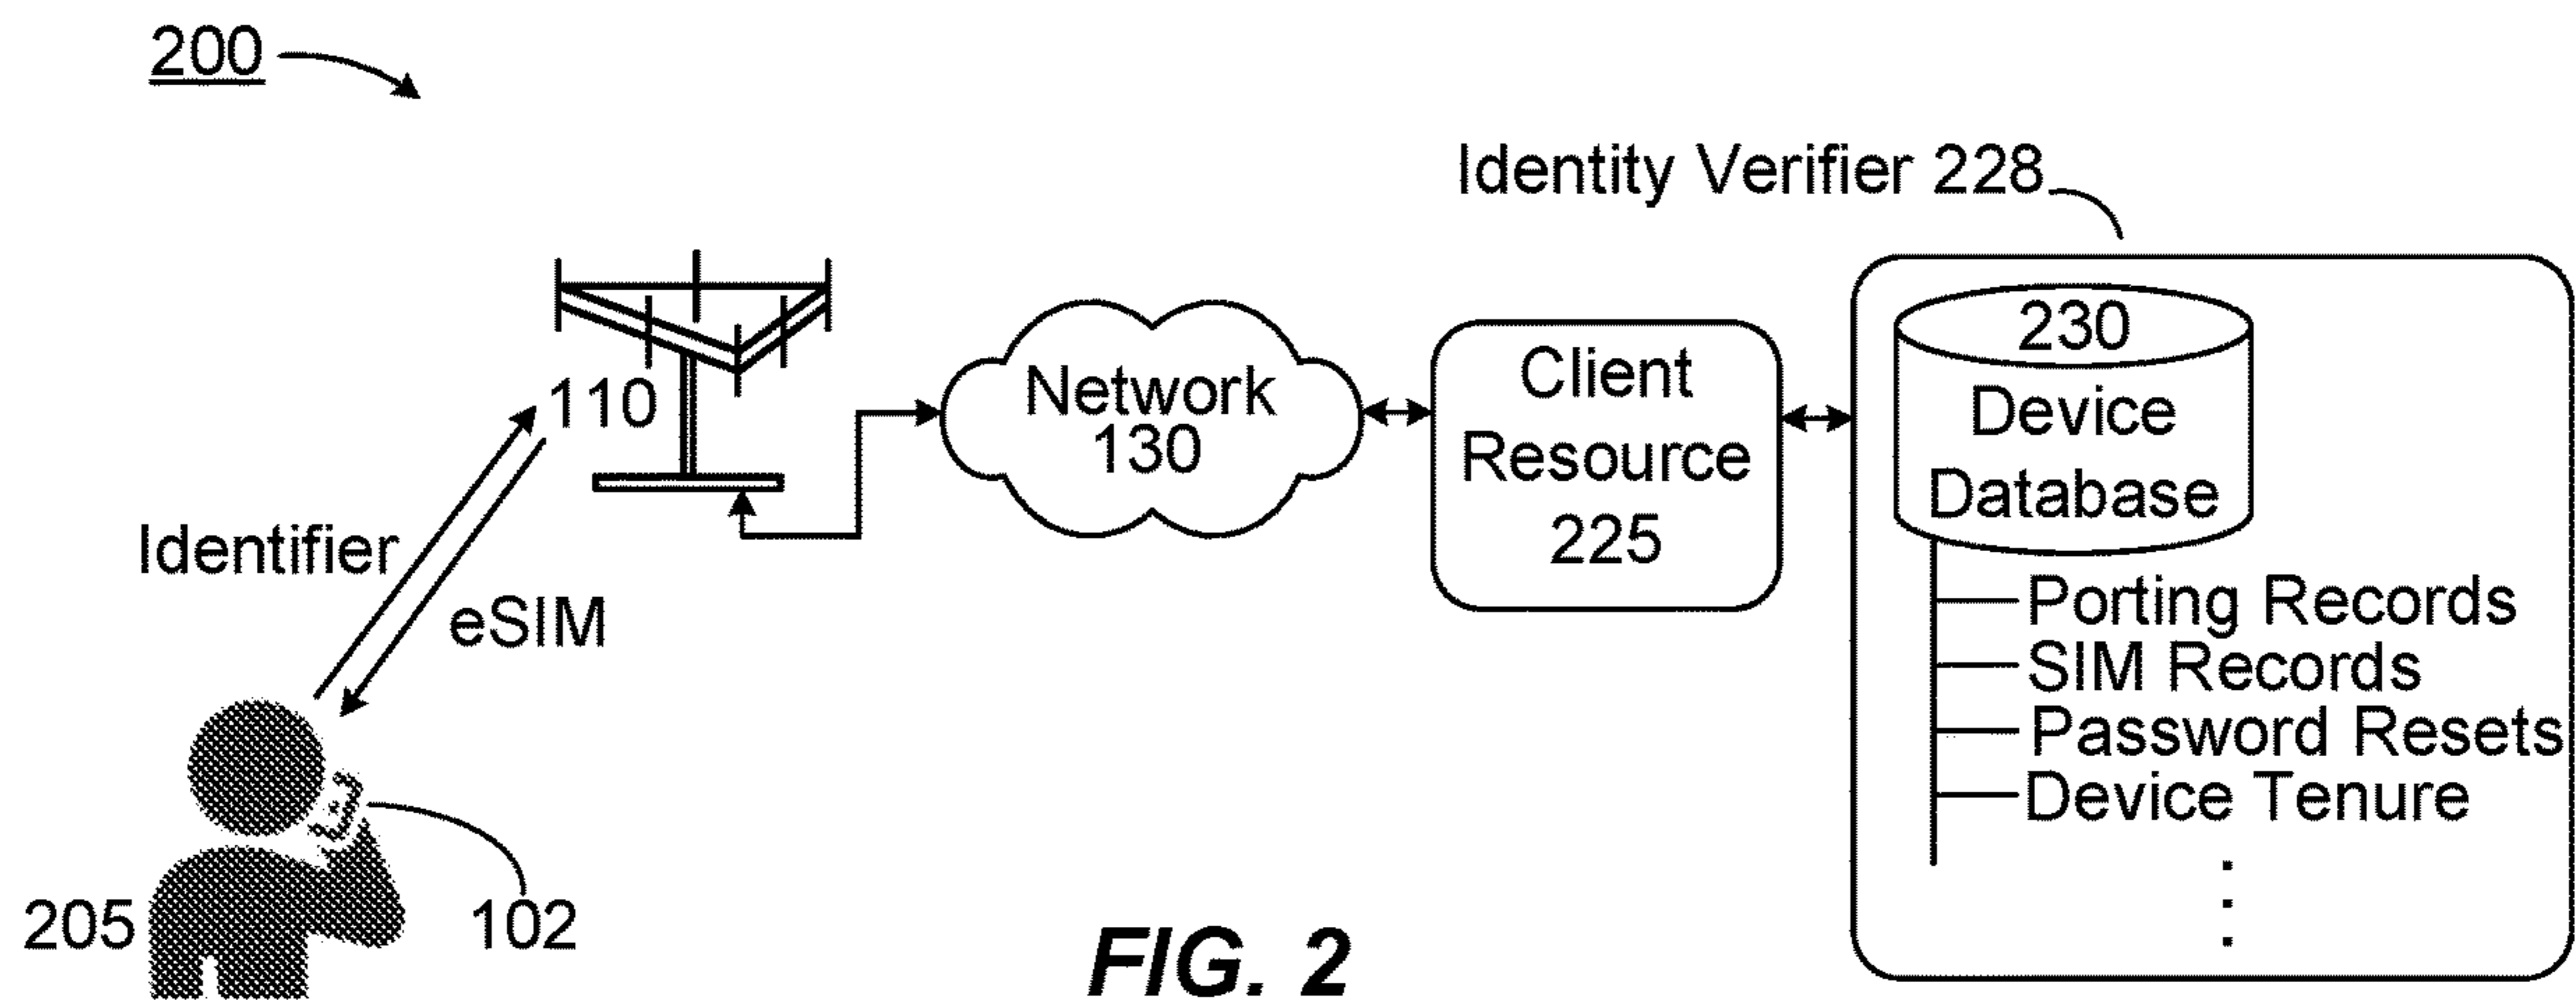 200
Identity Verifier 228
110
Network
130
Client
Resource
225
230
Device
Database
Porting Records
SIM Records
Password Resets
Device Tenure
Identifier
eSIM
205
102
FIG. 2